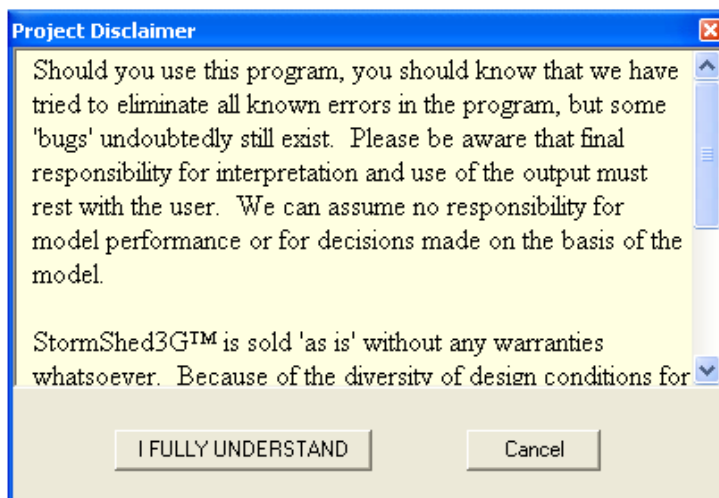 Project Disclaimer
Should you use this program, you should know that we have
tried to eliminate all known errors in the program, but some
'bugs' undoubtedly still exist.  Please be aware that final
responsibility for interpretation and use of the output must
rest with the user.  We can assume no responsibility for
model performance or for decisions made on the basis of the
model.
StormShed3G™ is sold 'as is' without any warranties
whatsoever.  Because of the diversity of design conditions for
I FULLY UNDERSTAND
Cancel